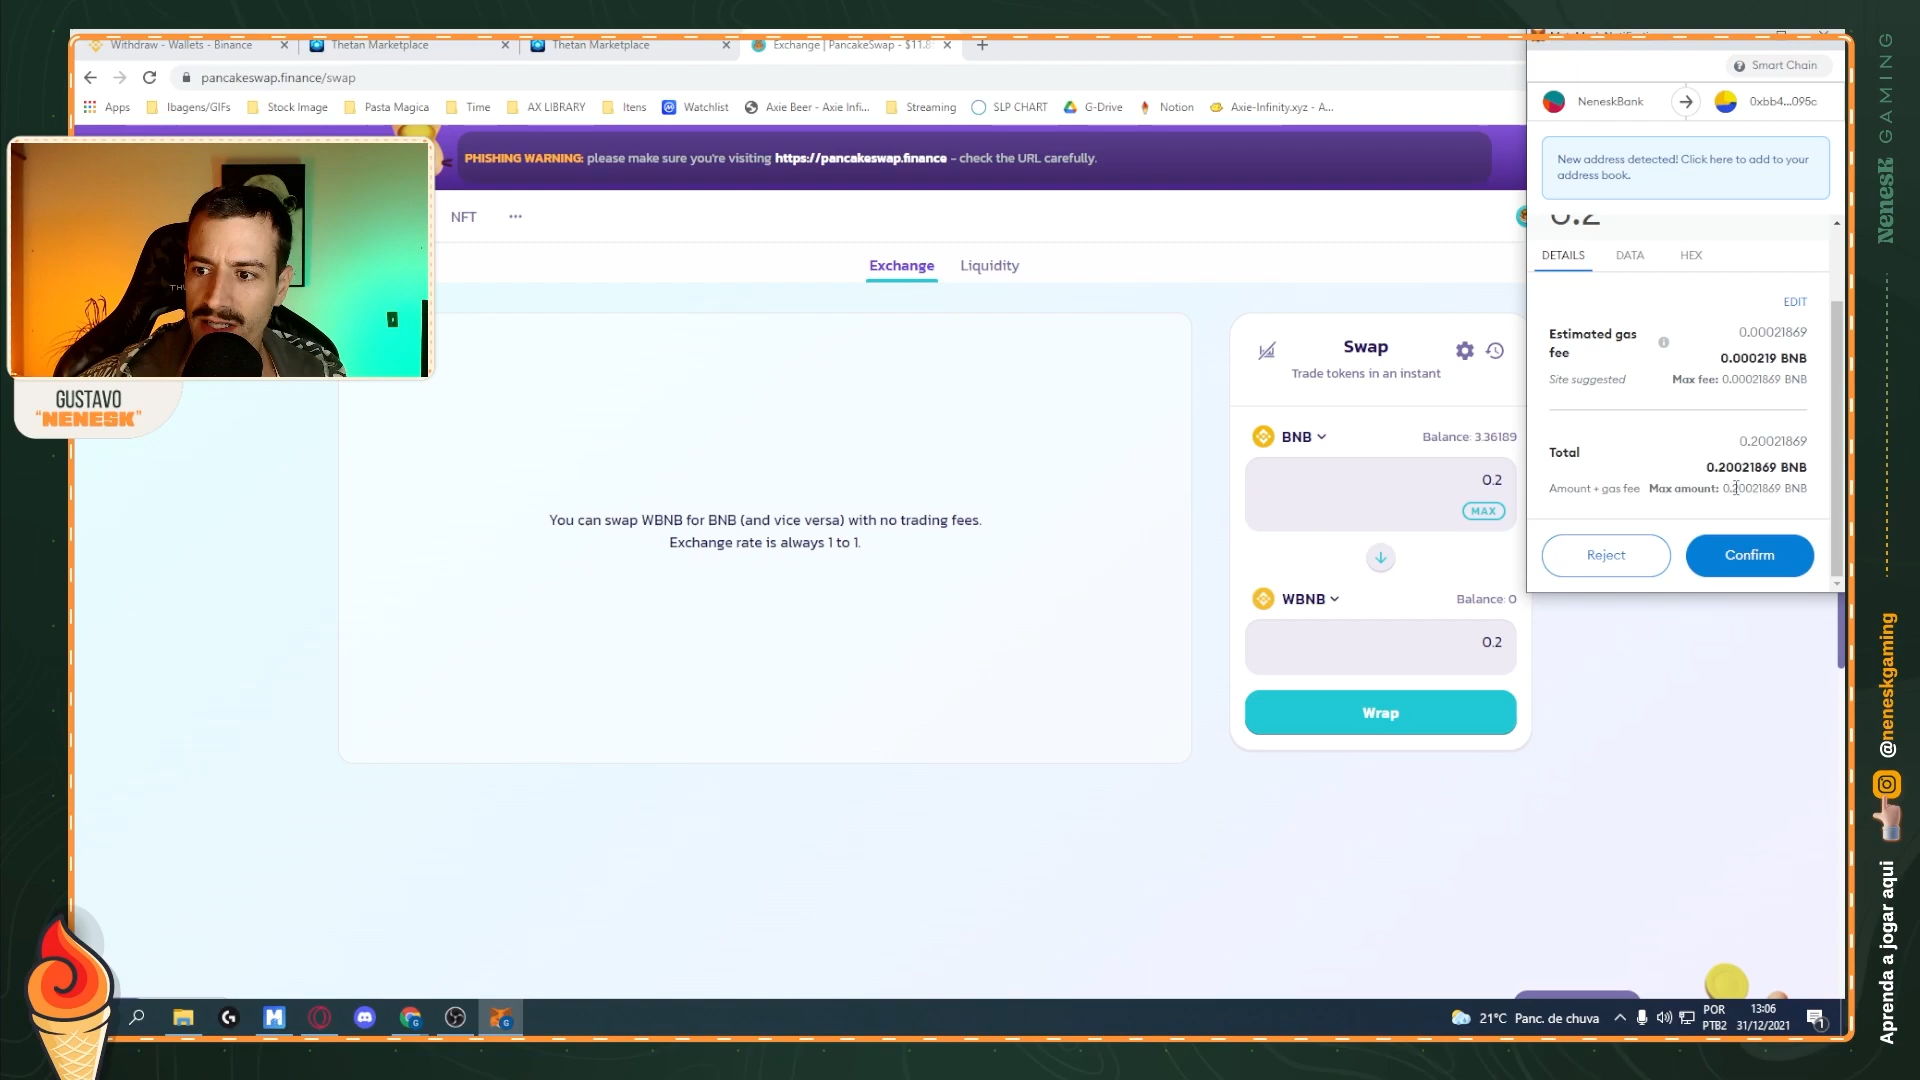 Withdraw - Wallets - Binance
Thetan Marketplace
Thetan Marketplace
Exchange | PancakeSwap - $11.8
pancakeswap.finance/swap
Apps
Ibagens/GIFs
Stock Image
Pasta Magica
Time
AX LIBRARY
Itens
Watchlist
Axie Beer - Axie Infi...
Streaming
SLP CHART
G-Drive
Notion
Axie-Infinity.xyz - A...
PHISHING WARNING: please make sure you're visiting https://pancakeswap.finance - check the URL carefully.
NFT
...
Exchange
Liquidity
You can swap WBNB for BNB (and vice versa) with no trading fees.
Exchange rate is always 1 to 1.
Swap
Trade tokens in an instant
BNB
Balance: 3.36189
0.2
MAX
WBNB
Balance: 0
0.2
Wrap
Smart Chain
NeneskBank
0xbb4...095c
New address detected! Click here to add to your
address book.
0.2
DETAILS
DATA
HEX
EDIT
Estimated gas
fee
0.00021869
0.000219 BNB
Site suggested
Max fee: 0.00021869 BNB
Total
0.20021869
0.20021869 BNB
Amount + gas fee
Max amount: 0.20021869 BNB
Reject
Confirm
GUSTAVO
"NENESK"
21°C Panc. de chuva
POR
PTB2
13:06
31/12/2021
1
Nenesk GAMING
@neneskgaming
Aprenda a jogar aqui